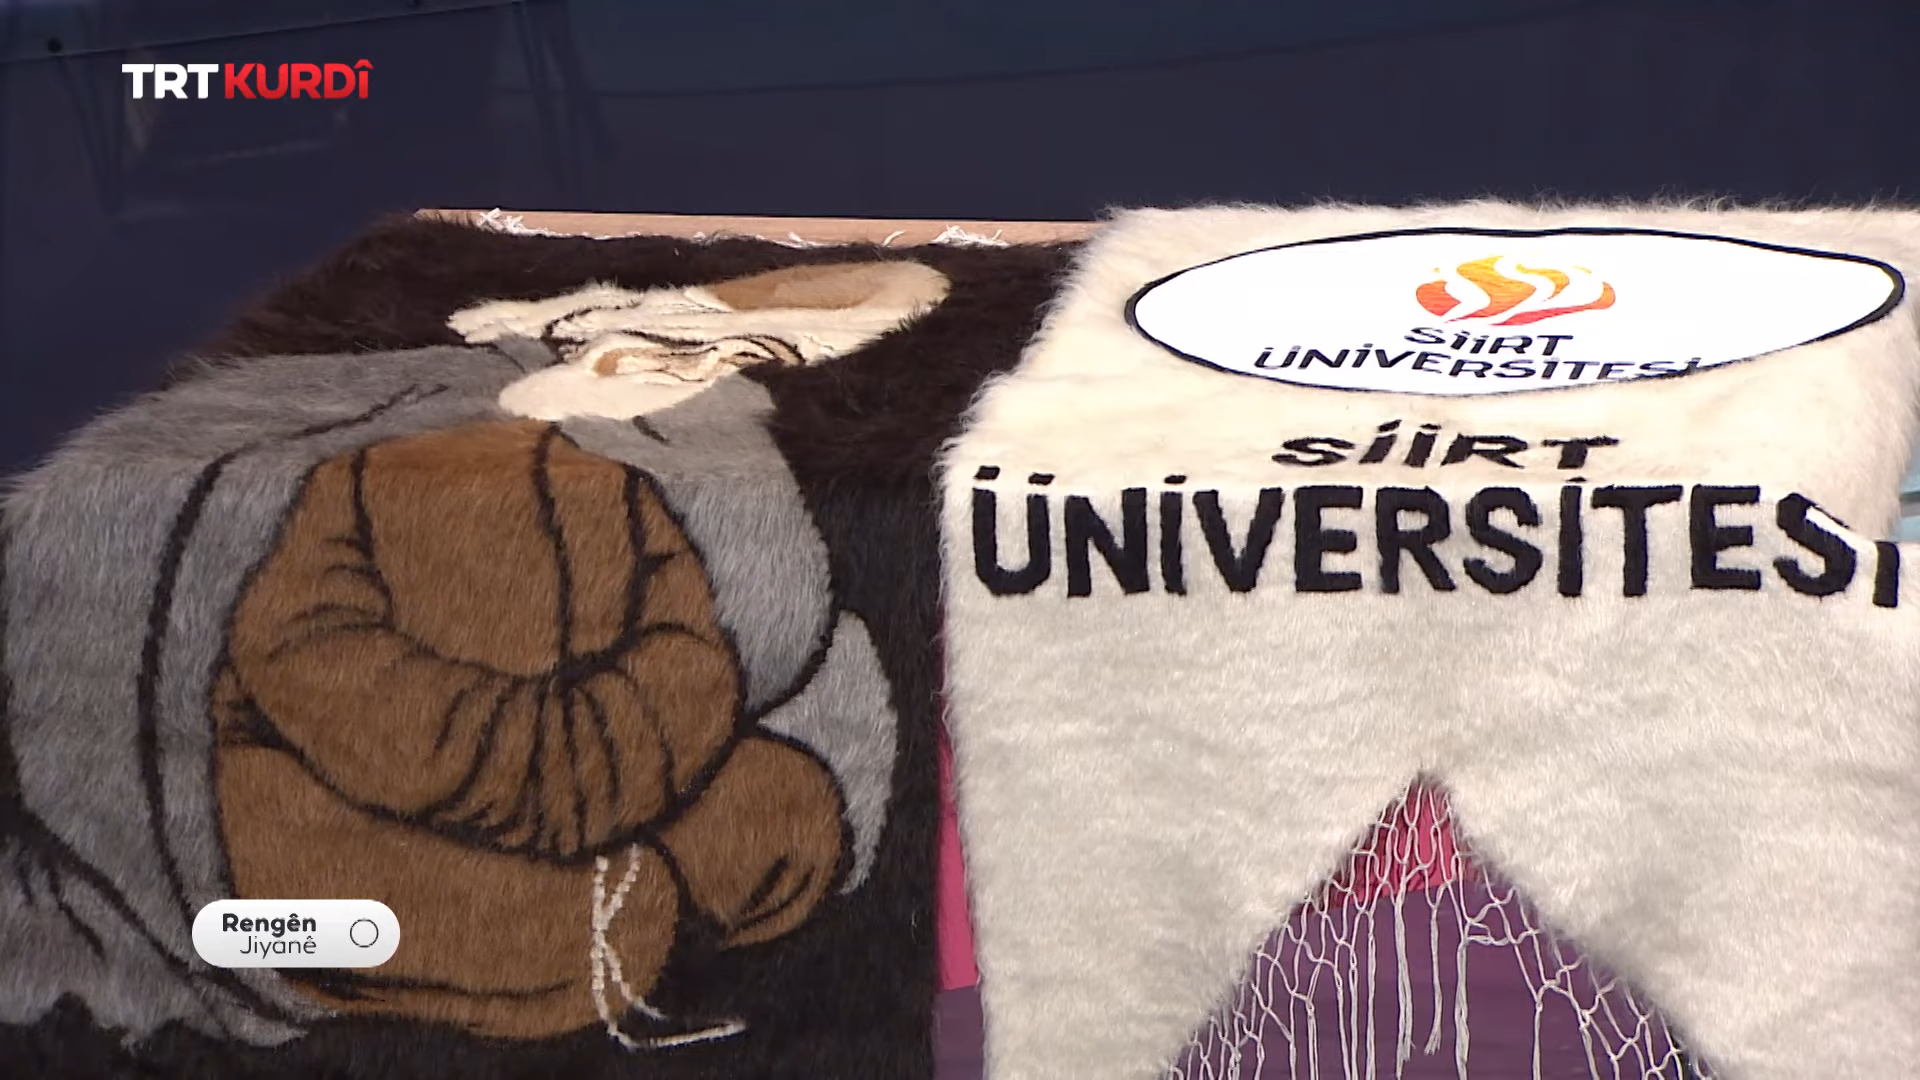 TRT KURDÎ
SİİRT
ÜNİVERSİTESİ
SİİRT
ÜNİVERSİTESİ
Rengên
Jiyanê